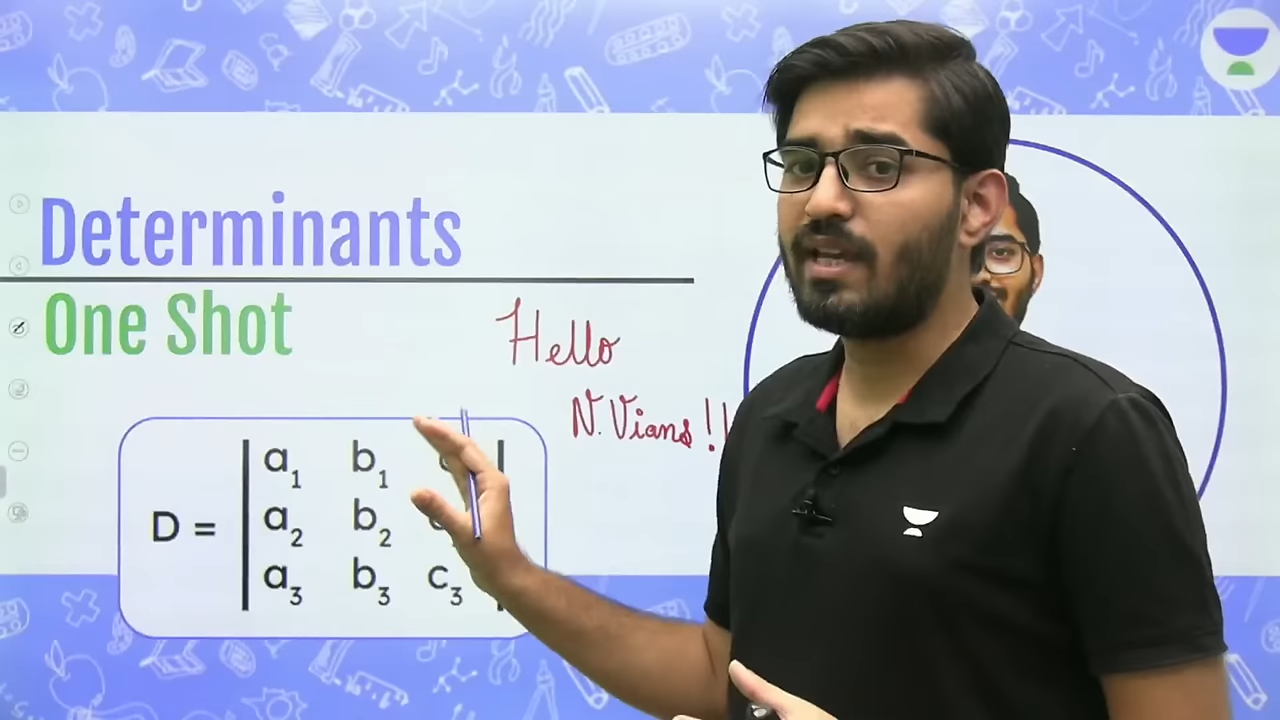 Determinants
One Shot
Hello
N.Vians!!
a₁ b₁
a₂ b₂
D =
a₃ b₃ c₃